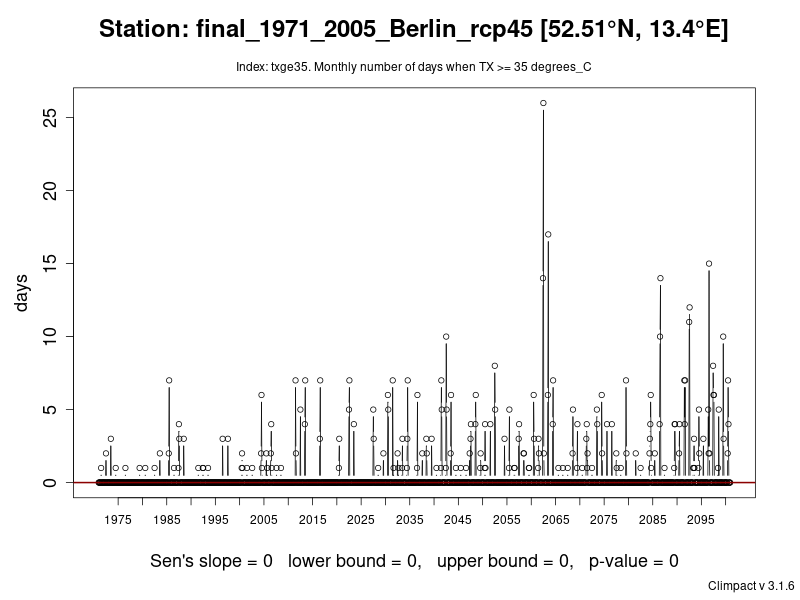 Station: final_1971_2005_Berlin_rcp45 [52.51°N, 13.4°E]
Index: txge35. Monthly number of days when TX >= 35 degrees_C
days
25
20
15
10
5
0
1975 1985 1995 2005 2015 2025 2035 2045 2055 2065 2075 2085 2095
Sen's slope = 0 lower bound = 0, upper bound = 0, p-value = 0
Climpact v 3.1.6